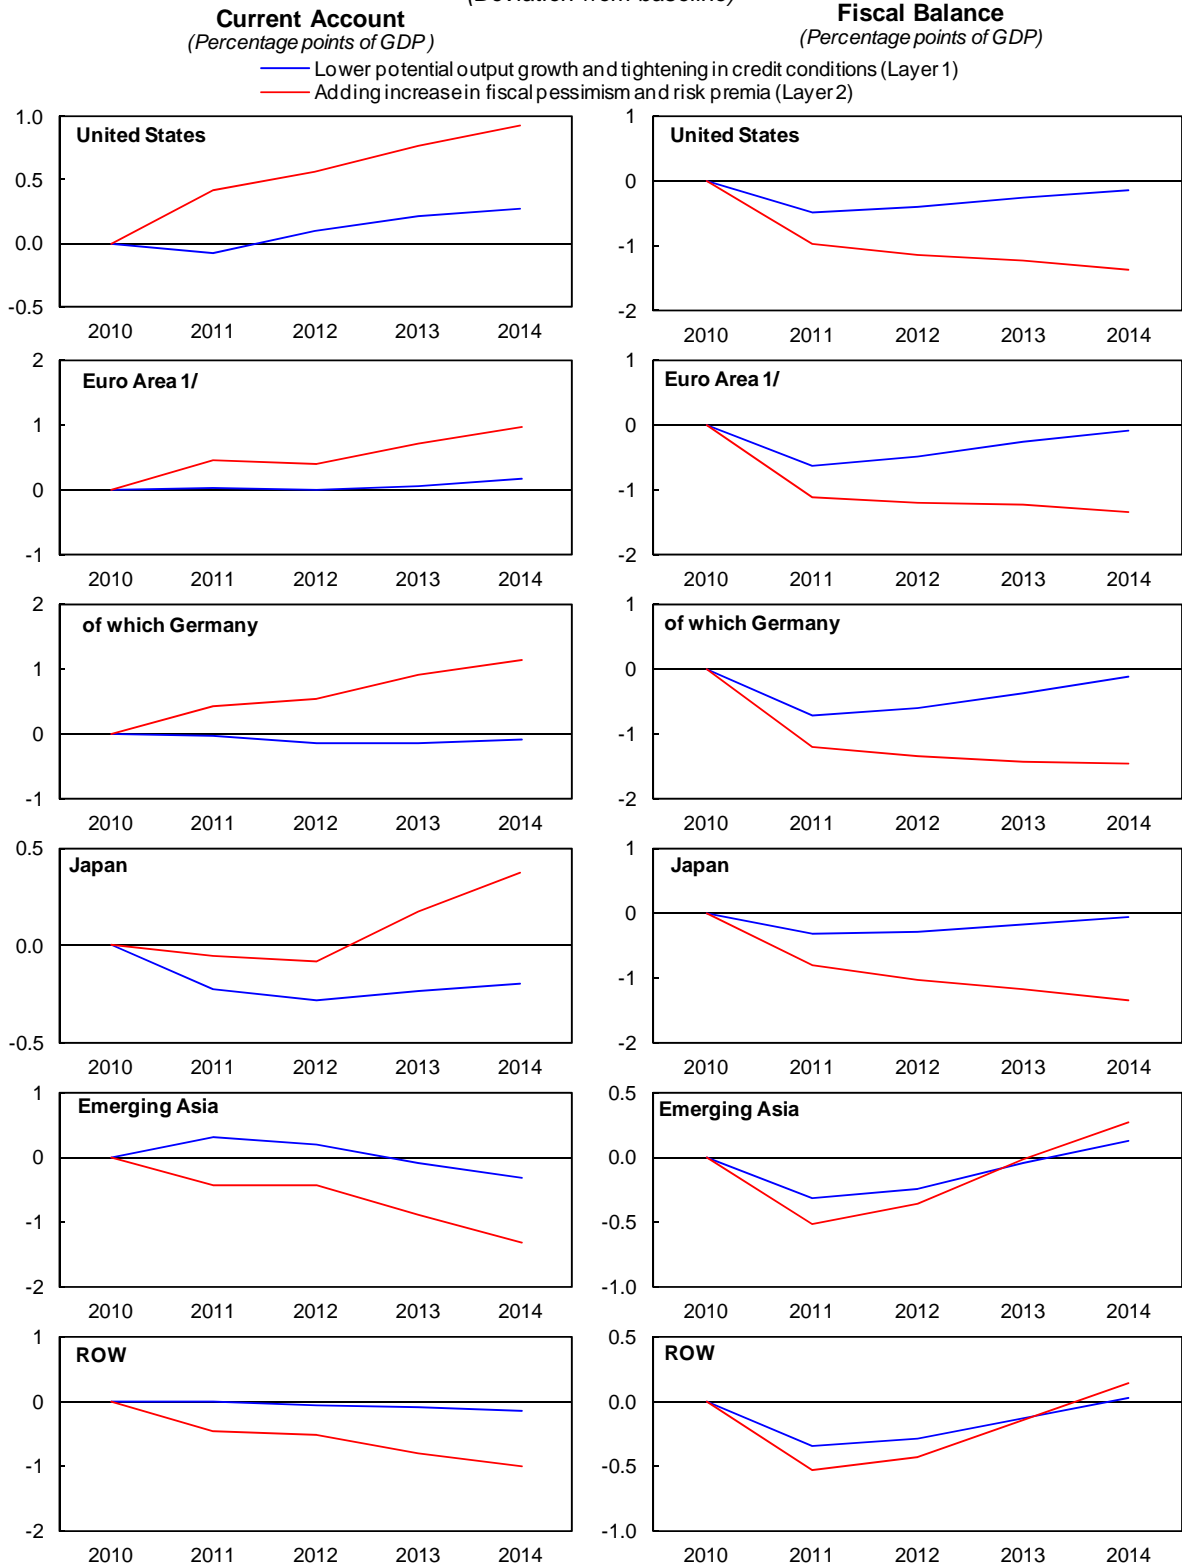 (Deviation from baseline)
Current Account
(Percentage points of GDP)
Fiscal Balance
(Percentage points of GDP)
Lower potential output growth and tightening in credit conditions (Layer 1)
Adding increase in fiscal pessimism and risk premia (Layer 2)
United States
1.0
0.5
0.0
-0.5
2010 2011 2012 2013 2014
United States
1
0
-1
-2
2010 2011 2012 2013 2014
Euro Area 1/
2
1
0
-1
2010 2011 2012 2013 2014
Euro Area 1/
1
0
-1
-2
2010 2011 2012 2013 2014
of which Germany
2
1
0
-1
2010 2011 2012 2013 2014
of which Germany
1
0
-1
-2
2010 2011 2012 2013 2014
Japan
0.5
0.0
-0.5
2010 2011 2012 2013 2014
Japan
1
0
-1
-2
2010 2011 2012 2013 2014
Emerging Asia
1
0
-1
-2
2010 2011 2012 2013 2014
Emerging Asia
0.5
0.0
-0.5
-1.0
2010 2011 2012 2013 2014
ROW
1
0
-1
-2
2010 2011 2012 2013 2014
ROW
0.5
0.0
-0.5
-1.0
2010 2011 2012 2013 2014